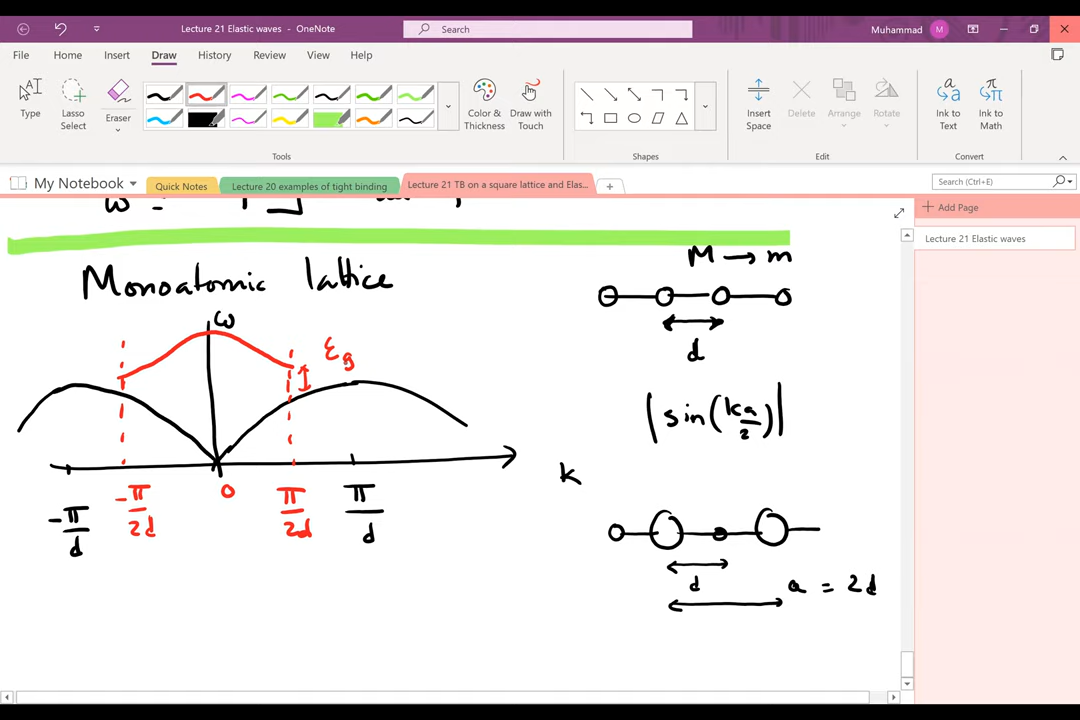 Lecture 21 Elastic waves - OneNote
Search
Muhammad
M
File Home Insert Draw History Review View Help
Type
Lasso Select
Eraser
Color & Thickness
Draw with Touch
Insert Space
Delete
Arrange
Rotate
Ink to Text
Ink to Math
Tools
Shapes
Edit
Convert
My Notebook
Quick Notes
Lecture 20 examples of tight binding
Lecture 21 TB on a square lattice and Elas...
Search (Ctrl+E)
Add Page
Lecture 21 Elastic waves
M → m
Monoatomic lattice
ω
d
εg
|sin(ka/2)|
k
-π/d
-π/2d
0
π/2d
π/d
d
a = 2d